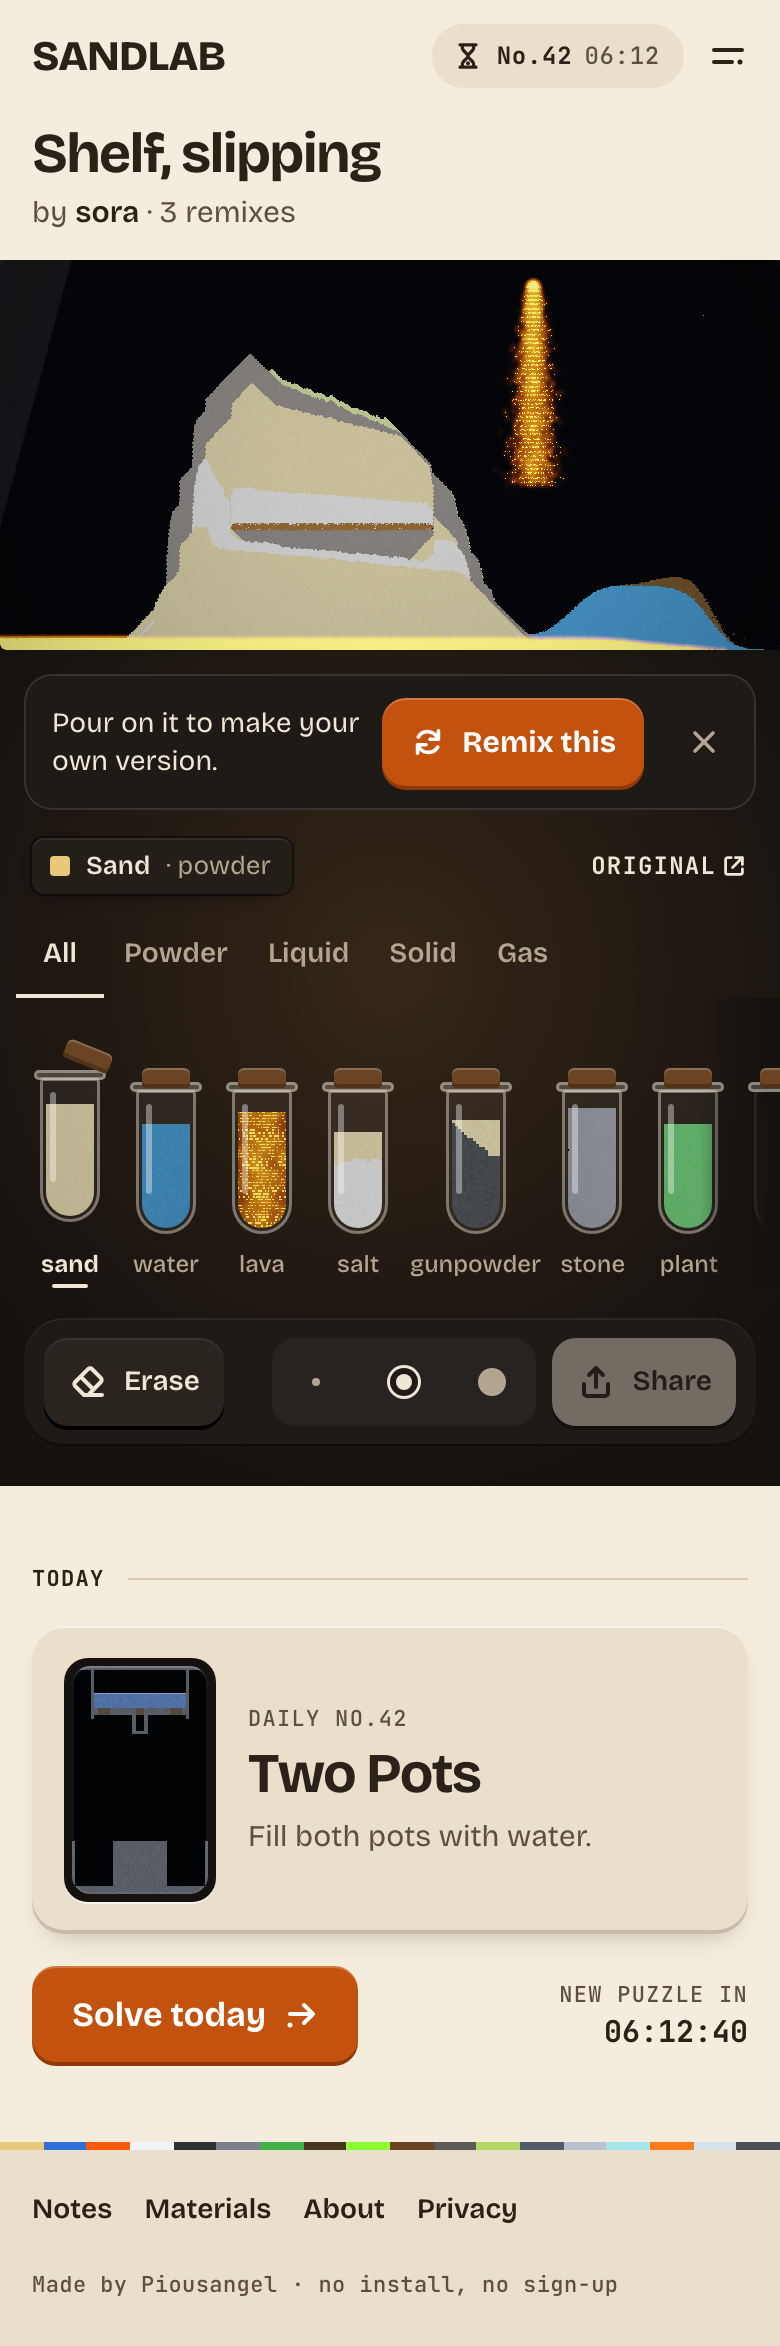 SANDLAB
No.42 06:12
Shelf, slipping
by sora · 3 remixes
Pour on it to make your
own version.
Remix this
Sand · powder
ORIGINAL
All Powder Liquid Solid Gas
sand water lava salt gunpowder stone plant
Erase
Share
TODAY
DAILY NO.42
Two Pots
Fill both pots with water.
Solve today
NEW PUZZLE IN
06:12:40
Notes Materials About Privacy
Made by Piousangel · no install, no sign-up